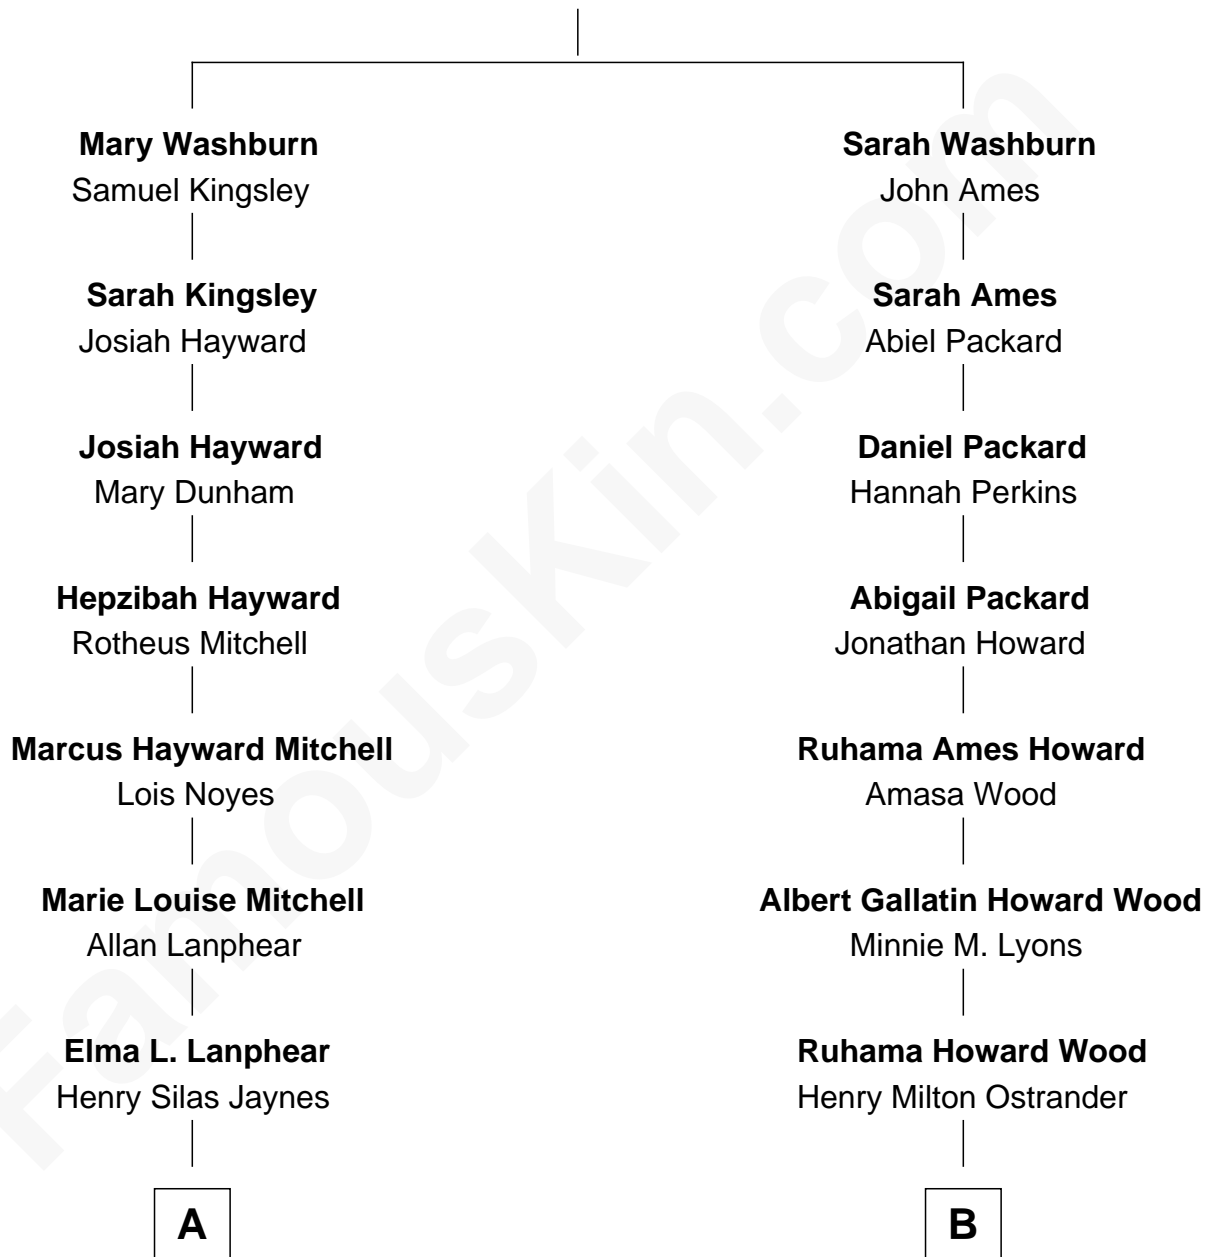 Mary Washburn
Samuel Kingsley
Sarah Kingsley
Josiah Hayward
Josiah Hayward
Mary Dunham
Hepzibah Hayward
Rotheus Mitchell
Marcus Hayward Mitchell
Lois Noyes
Marie Louise Mitchell
Allan Lanphear
Elma L. Lanphear
Henry Silas Jaynes
A
Sarah Washburn
John Ames
Sarah Ames
Abiel Packard
Daniel Packard
Hannah Perkins
Abigail Packard
Jonathan Howard
Ruhama Ames Howard
Amasa Wood
Albert Gallatin Howard Wood
Minnie M. Lyons
Ruhama Howard Wood
Henry Milton Ostrander
B
FamousKin.com